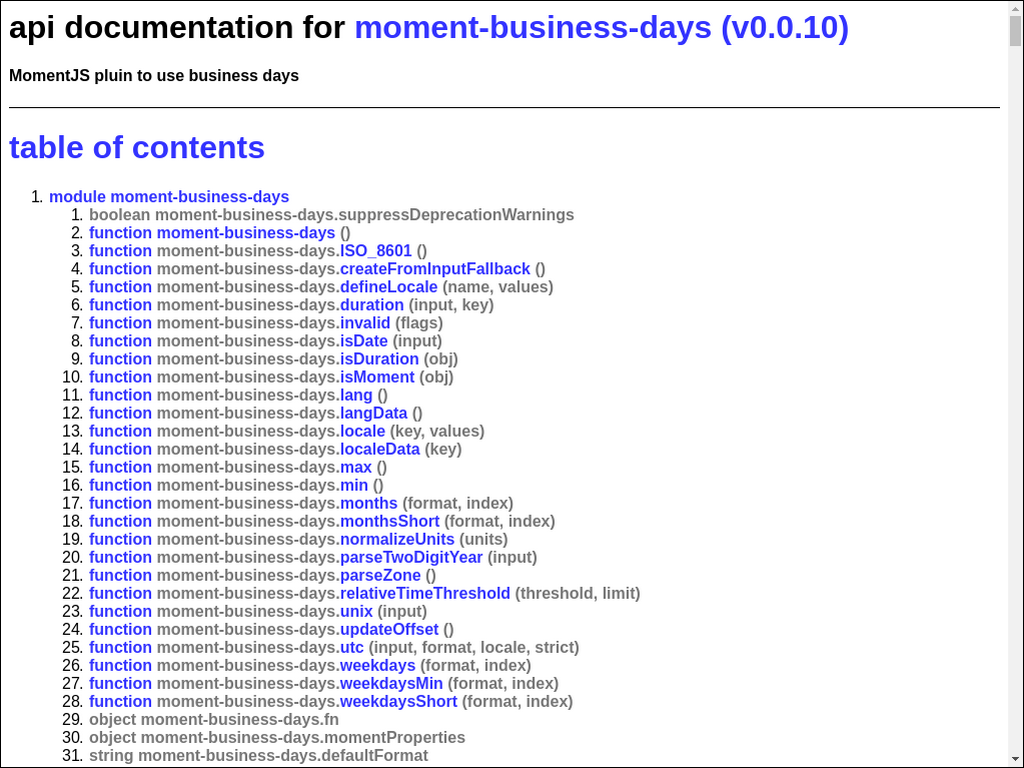 api documentation for moment-business-days (v0.0.10)
MomentJS pluin to use business days
table of contents
1. module moment-business-days
1. boolean moment-business-days.suppressDeprecationWarnings
2. function moment-business-days ()
3. function moment-business-days.ISO_8601 ()
4. function moment-business-days.createFromInputFallback ()
5. function moment-business-days.defineLocale (name, values)
6. function moment-business-days.duration (input, key)
7. function moment-business-days.invalid (flags)
8. function moment-business-days.isDate (input)
9. function moment-business-days.isDuration (obj)
10. function moment-business-days.isMoment (obj)
11. function moment-business-days.lang ()
12. function moment-business-days.langData ()
13. function moment-business-days.locale (key, values)
14. function moment-business-days.localeData (key)
15. function moment-business-days.max ()
16. function moment-business-days.min ()
17. function moment-business-days.months (format, index)
18. function moment-business-days.monthsShort (format, index)
19. function moment-business-days.normalizeUnits (units)
20. function moment-business-days.parseTwoDigitYear (input)
21. function moment-business-days.parseZone ()
22. function moment-business-days.relativeTimeThreshold (threshold, limit)
23. function moment-business-days.unix (input)
24. function moment-business-days.updateOffset ()
25. function moment-business-days.utc (input, format, locale, strict)
26. function moment-business-days.weekdays (format, index)
27. function moment-business-days.weekdaysMin (format, index)
28. function moment-business-days.weekdaysShort (format, index)
29. object moment-business-days.fn
30. object moment-business-days.momentProperties
31. string moment-business-days.defaultFormat